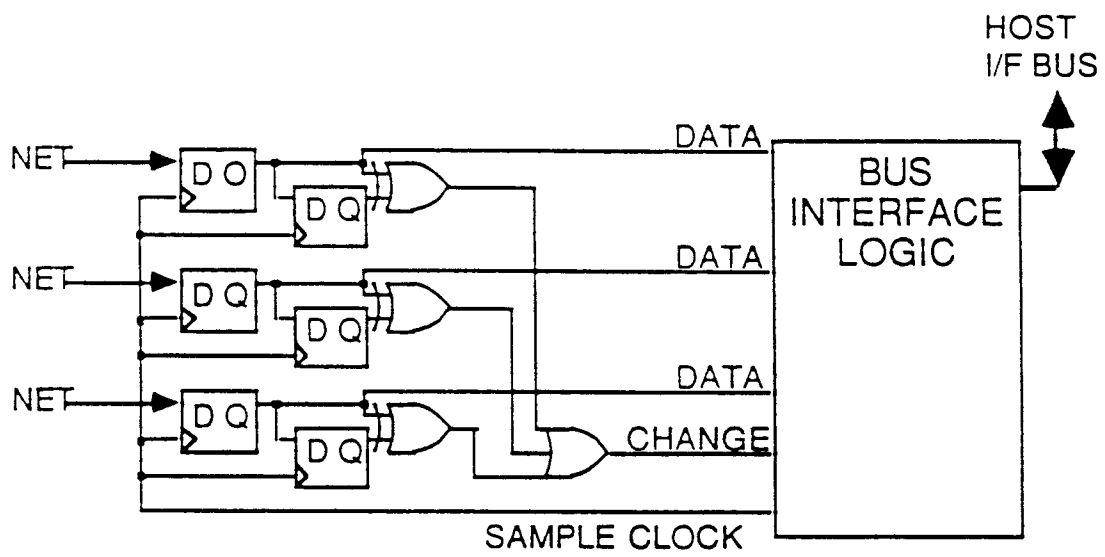 HOST
I/F BUS
DATA
NET
D O
BUS
INTERFACE
LOGIC
D Q
DATA
NET
D Q
D Q
DATA
NET
D Q
D Q
CHANGE
SAMPLE CLOCK